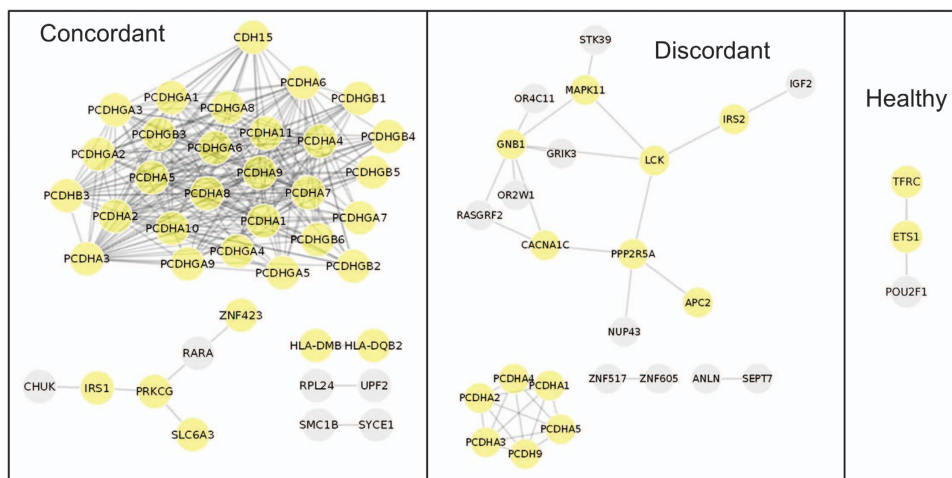 Concordant
CDH15
PCDHA6
PCDHGA1
PCDHGB1
PCDHGA3
PCDHGA8
PCDHGB3
PCDHA11
PCDHGB4
PCDHA4
PCDHGA2
PCDHGA6
PCDHGB5
PCDHA5
PCDHA9
PCDHB3
PCDHA8
PCDHA7
PCDHA2
PCDHA1
PCDHGA7
PCDHA10
PCDHGB6
PCDHA3
PCDHGA9
PCDHGA4
PCDHGA5
PCDHGB2
ZNF423
RARA
CHUK
IRS1
PRKCG
SLC6A3
HLA-DMB HLA-DQB2
RPL24 UPF2
SMC1B SYCE1
Discordant
STK39
MAPK11
IGF2
OR4C11
IRS2
GNB1
GRIK3
LCK
OR2W1
RASGRF2
CACNA1C
PPP2R5A
APC2
NUP43
PCDHA4
PCDHA1
PCDHA2
PCDHA5
PCDHA3
PCDH9
ZNF517 ZNF605 ANLN SEPT7
Healthy
TFRC
ETS1
POU2F1